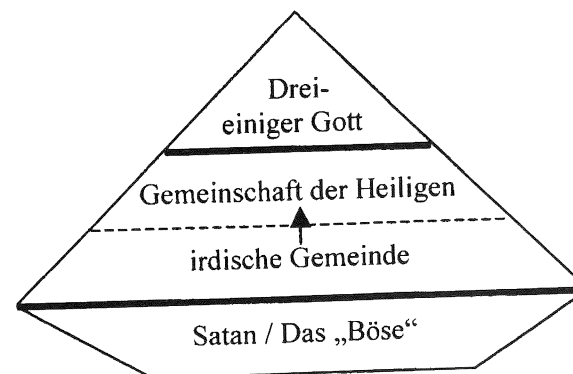 Drei-
einiger Gott
Gemeinschaft der Heiligen
irdische Gemeinde
Satan / Das „Böse“